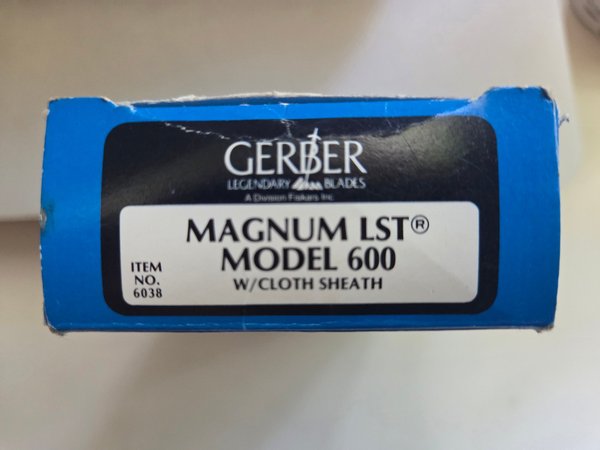 GERBER
LEGENDARY BLADES
A Division Fiskars Inc.
MAGNUM LST®
MODEL 600
W/CLOTH SHEATH
ITEM
NO.
6038